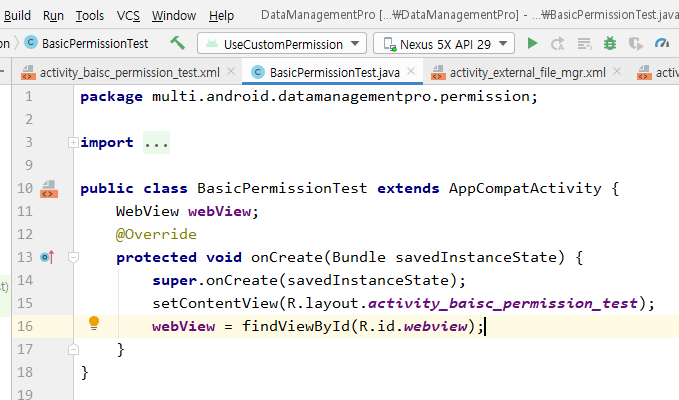 Build Run Tools VCS Window Help DataManagementPro [...₩DataManagementPro] - ...₩BasicPermissionTest.java
BasicPermissionTest UseCustomPermission Nexus 5X API 29
activity_baisc_permission_test.xml BasicPermissionTest.java activity_external_file_mgr.xml
1 package multi.android.datamanagementpro.permission;
2
3 import ...
9
10 public class BasicPermissionTest extends AppCompatActivity {
11 WebView webView;
12 @Override
13 protected void onCreate(Bundle savedInstanceState) {
14 super.onCreate(savedInstanceState);
15 setContentView(R.layout.activity_baisc_permission_test);
16 webView = findViewById(R.id.webview);
17 }
18 }
19